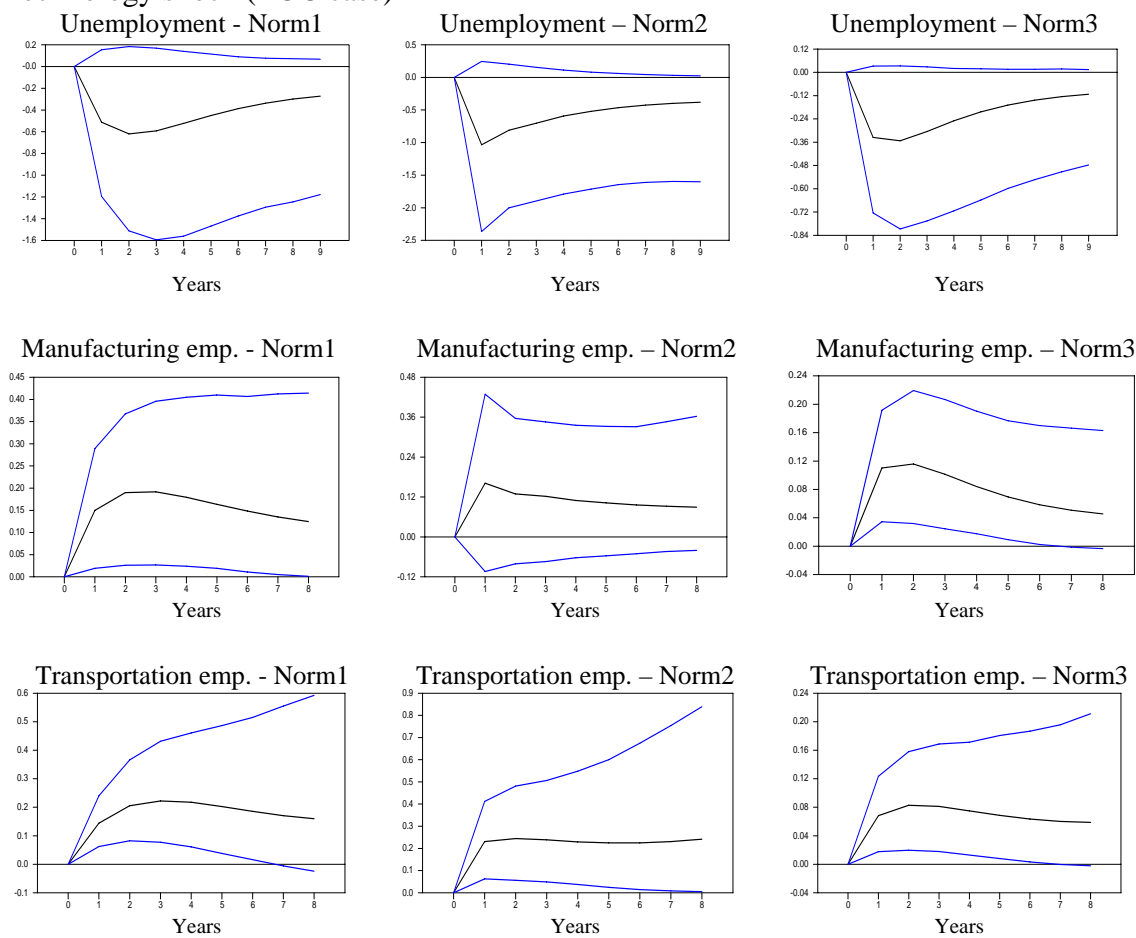 Unemployment - Norm1
Unemployment – Norm2
Unemployment – Norm3
0.2
-0.0
-0.2
-0.4
-0.6
-0.8
-1.0
-1.2
-1.4
-1.6
0 1 2 3 4 5 6 7 8 9
Years
0.5
0.0
-0.5
-1.0
-1.5
-2.0
-2.5
0 1 2 3 4 5 6 7 8 9
Years
0.12
0.00
-0.12
-0.24
-0.36
-0.48
-0.60
-0.72
-0.84
0 1 2 3 4 5 6 7 8 9
Years
Manufacturing emp. - Norm1
Manufacturing emp. – Norm2
Manufacturing emp. – Norm3
0.45
0.40
0.35
0.30
0.25
0.20
0.15
0.10
0.05
0.00
0 1 2 3 4 5 6 7 8
Years
0.48
0.36
0.24
0.12
0.00
-0.12
0 1 2 3 4 5 6 7 8
Years
0.24
0.20
0.16
0.12
0.08
0.04
0.00
-0.04
0 1 2 3 4 5 6 7 8
Years
Transportation emp. - Norm1
Transportation emp. – Norm2
Transportation emp. – Norm3
0.6
0.5
0.4
0.3
0.2
0.1
0.0
-0.1
0 1 2 3 4 5 6 7 8
Years
0.9
0.8
0.7
0.6
0.5
0.4
0.3
0.2
0.1
0.0
0 1 2 3 4 5 6 7 8
Years
0.24
0.20
0.16
0.12
0.08
0.04
0.00
-0.04
0 1 2 3 4 5 6 7 8
Years